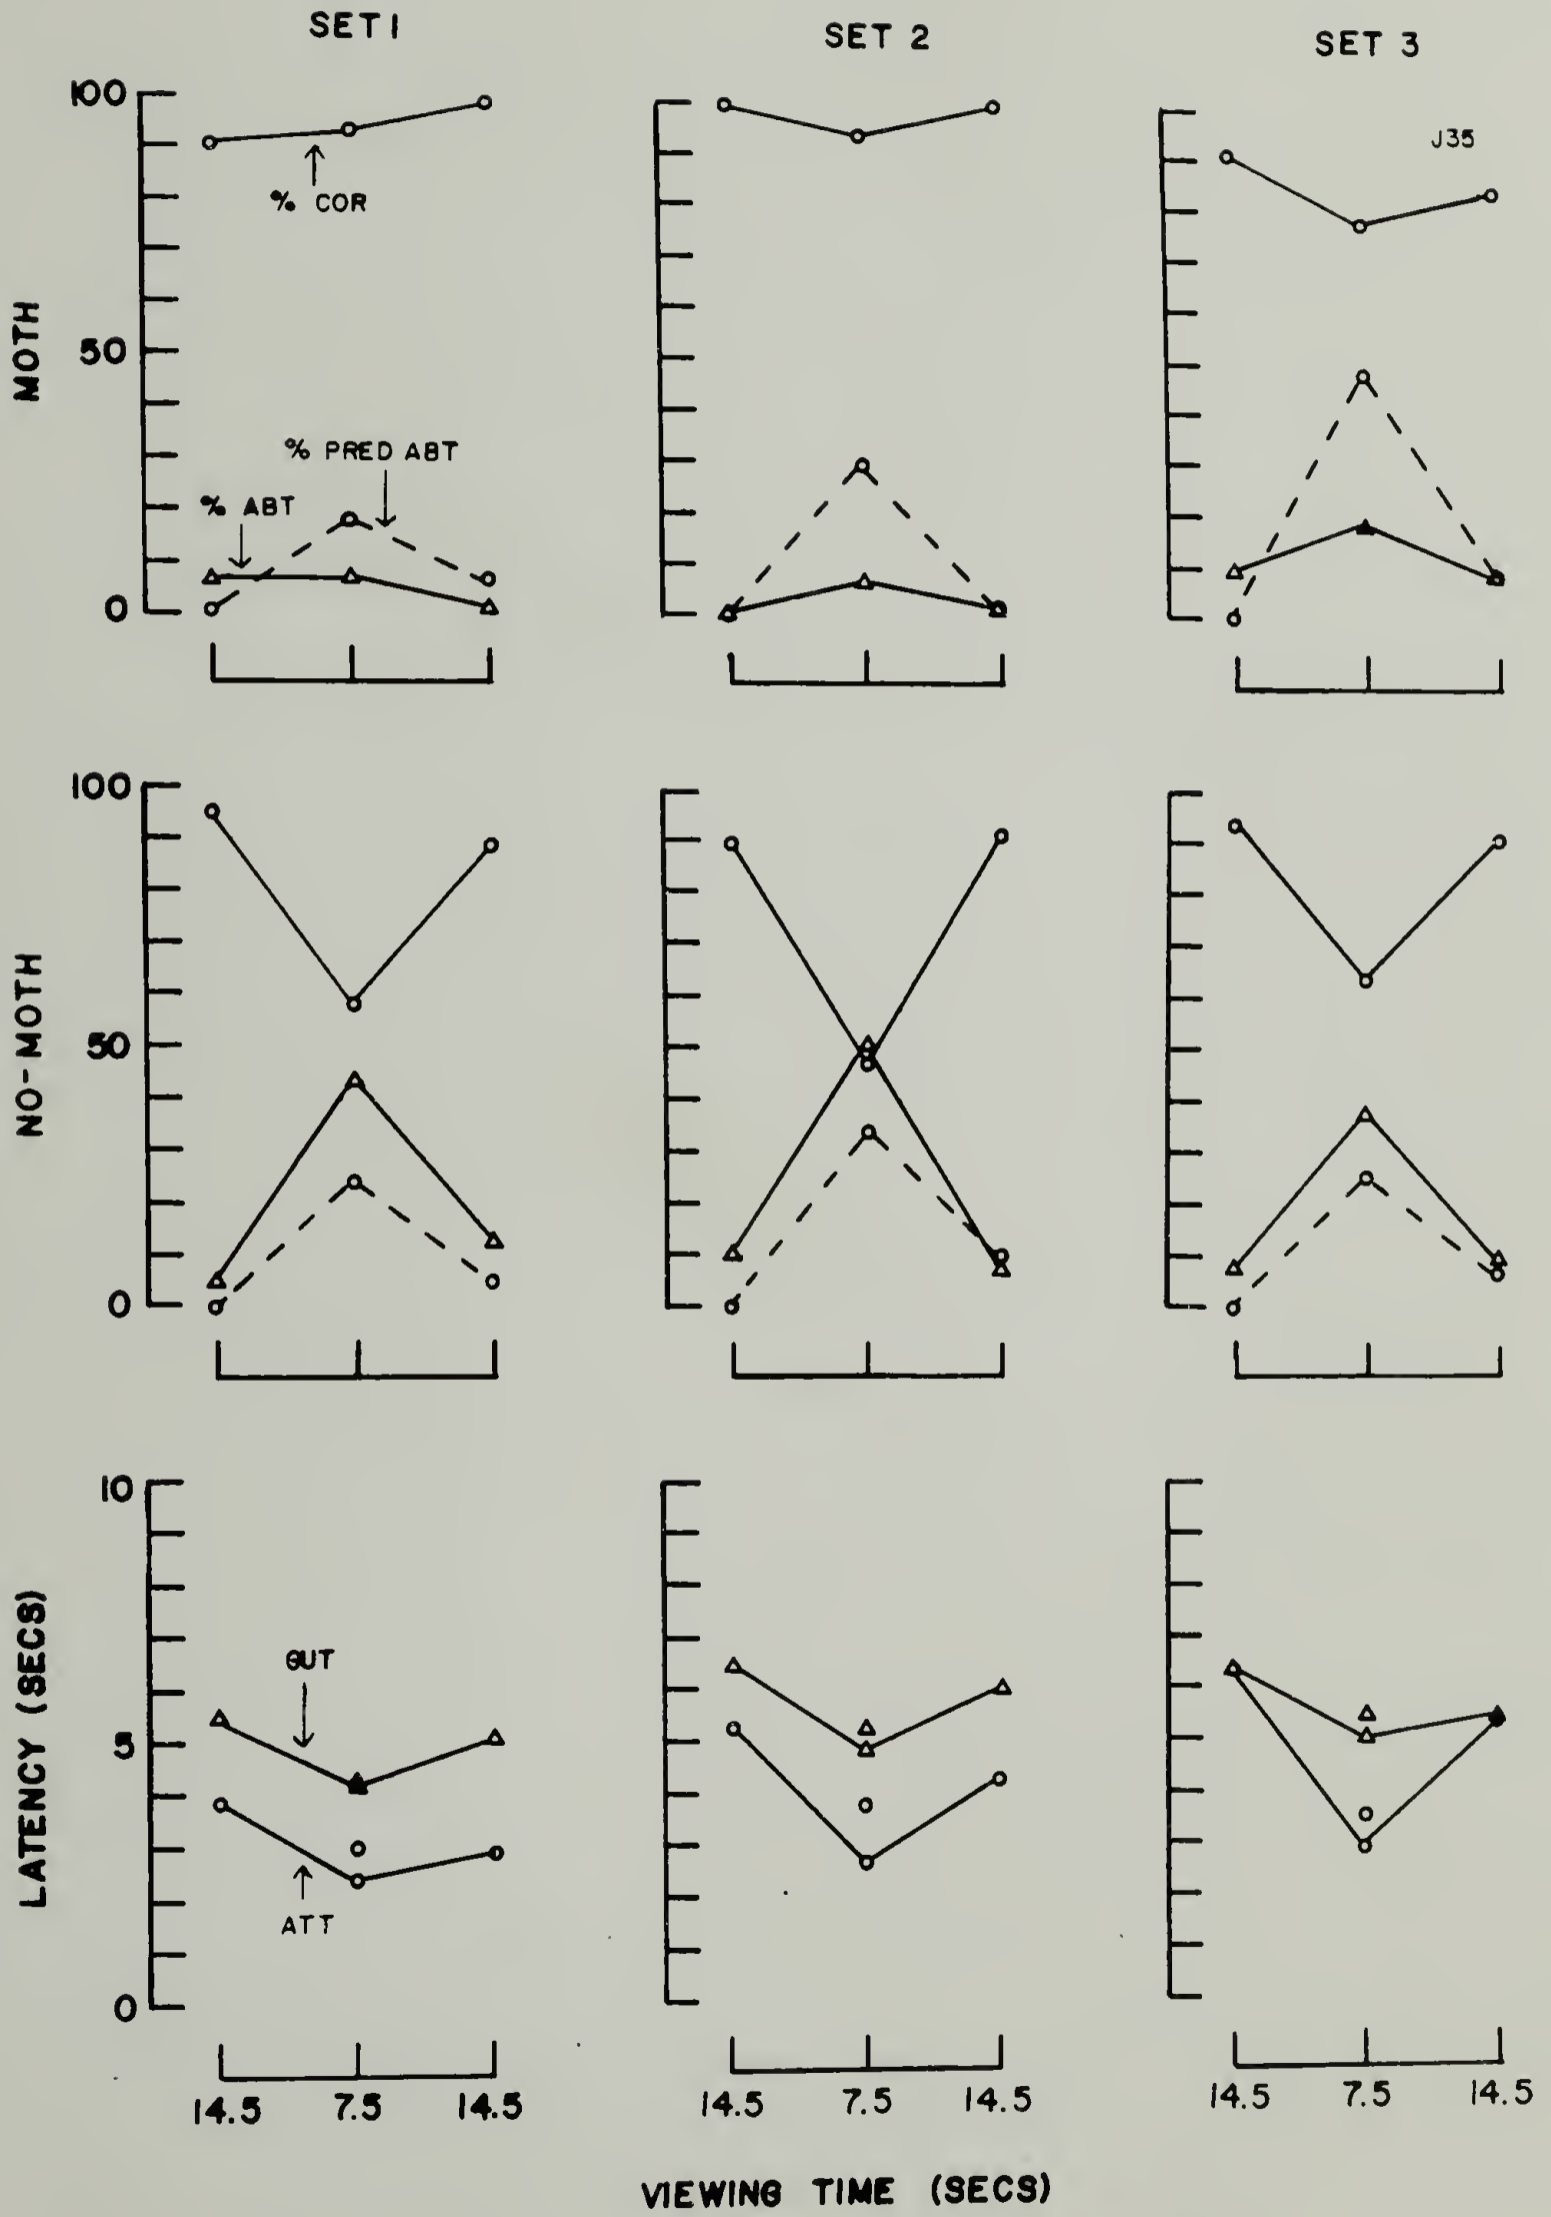 SET 1
SET 2
SET 3
100
50
0
MOTH
% COR
% PRED ABT
% ABT
J35
100
50
0
NO-MOTH
10
5
0
LATENCY (SECS)
GUT
ATT
14.5 7.5 14.5
14.5 7.5 14.5
14.5 7.5 14.5
VIEWING TIME (SECS)